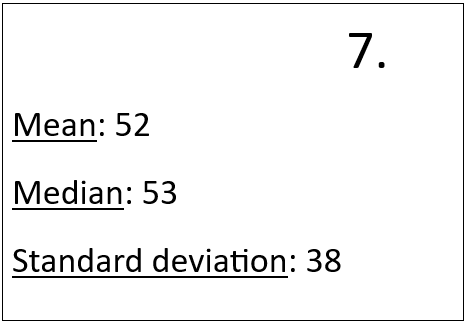 7.
Mean: 52
Median: 53
Standard deviation: 38